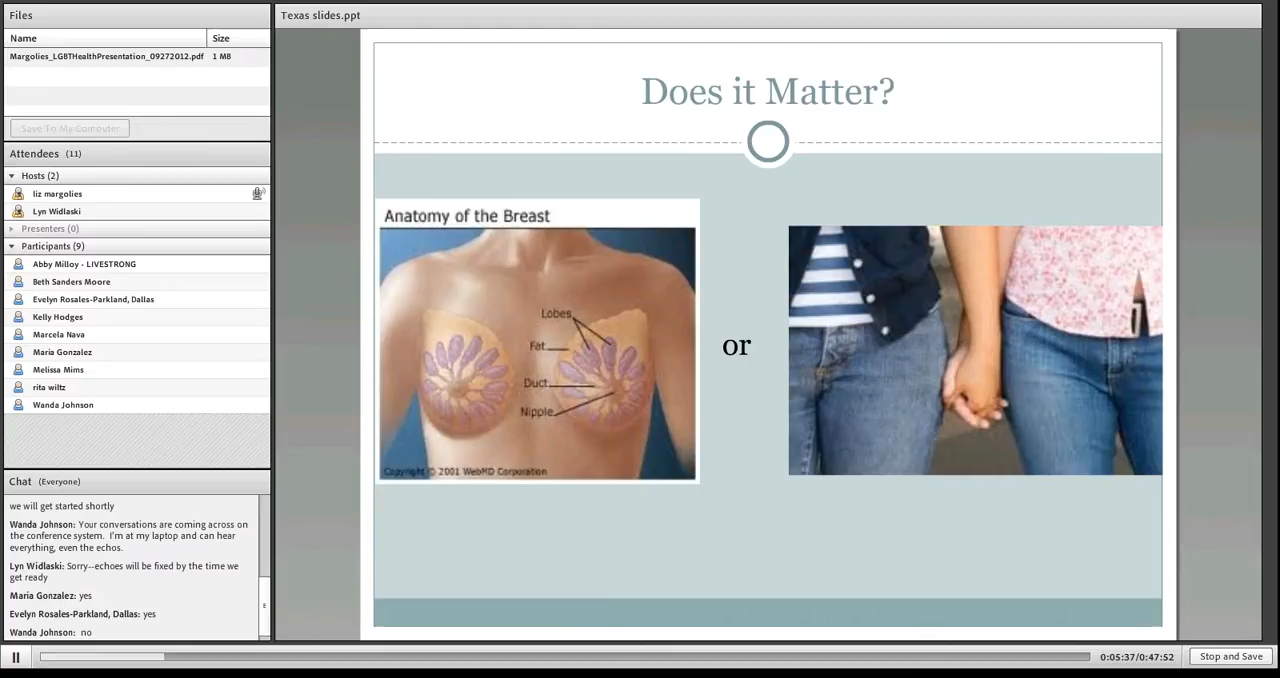 Files
Texas slides.ppt
Name
Size
Margolies_LGBTHealthPresentation_09272012.pdf
1 MB
Save To My Computer
Attendees (11)
Hosts (2)
liz margolies
Lyn Widlaski
Presenters (0)
Participants (9)
Abby Milloy - LIVESTRONG
Beth Sanders Moore
Evelyn Rosales-Parkland, Dallas
Kelly Hodges
Marcela Nava
Maria Gonzalez
Melissa Mims
rita wiltz
Wanda Johnson
Chat (Everyone)
we will get started shortly
Wanda Johnson: Your conversations are coming across on
the conference system. I'm at my laptop and can hear
everything, even the echos.
Lyn Widlaski: Sorry--echoes will be fixed by the time we
get ready
Maria Gonzalez: yes
Evelyn Rosales-Parkland, Dallas: yes
Wanda Johnson: no
Does it Matter?
Anatomy of the Breast
Lobes
Fat
Duct
Nipple
Copyright © 2001 WebMD Corporation
or
0:05:37/0:47:52
Stop and Save